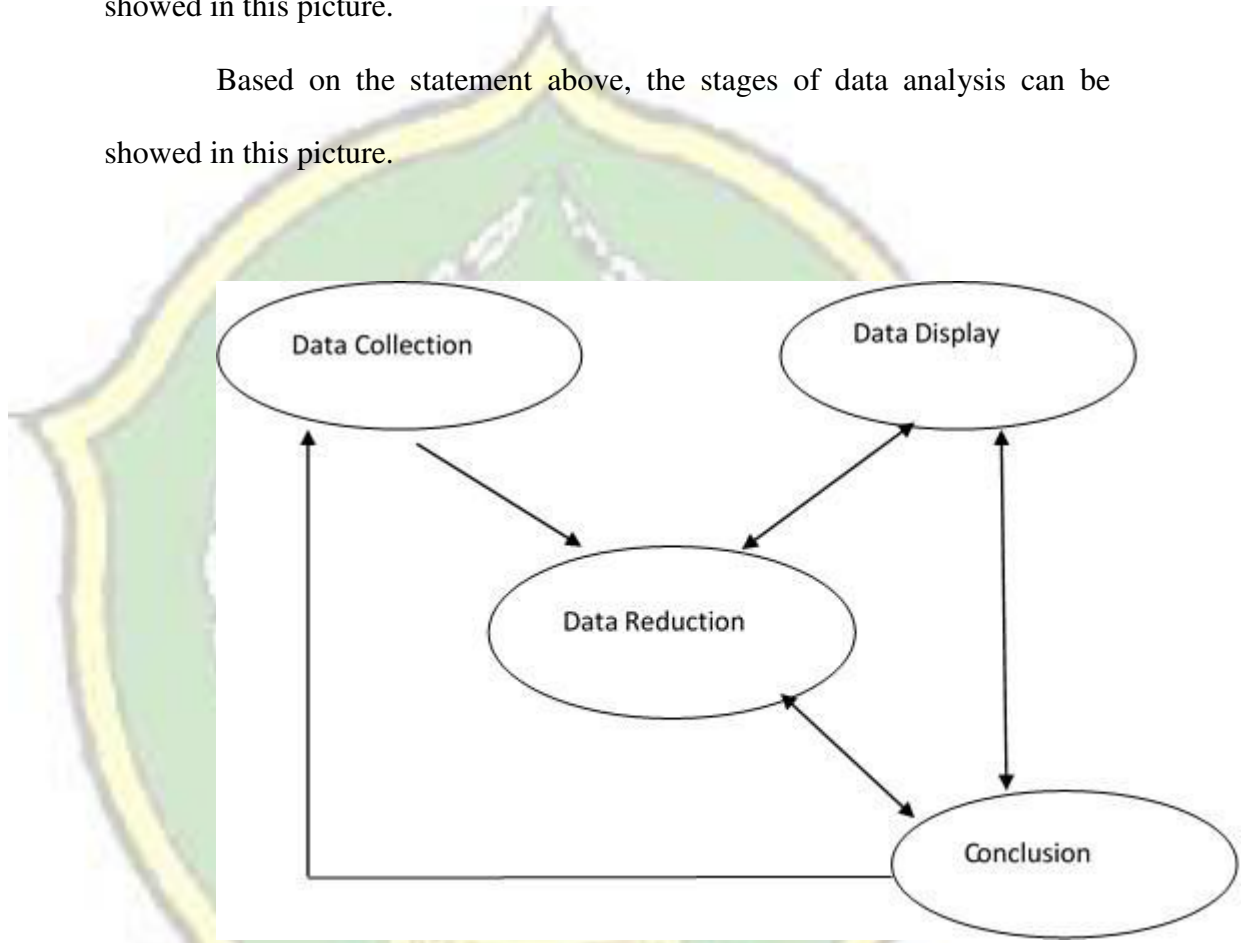 showed in this picture.
Based on the statement above, the stages of data analysis can be
showed in this picture.
Data Collection
Data Display
Data Reduction
Conclusion